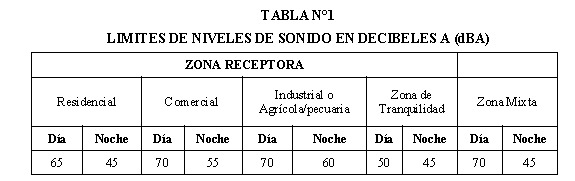 TABLA N°1
LIMITES DE NIVELES DE SONIDO EN DECIBELES A (dBA)
ZONA RECEPTORA
Residencial Comercial Industrial o Agrícola/pecuaria Zona de Tranquilidad Zona Mixta
Día Noche Día Noche Día Noche Día Noche Día Noche
65 45 70 55 70 60 50 45 70 45